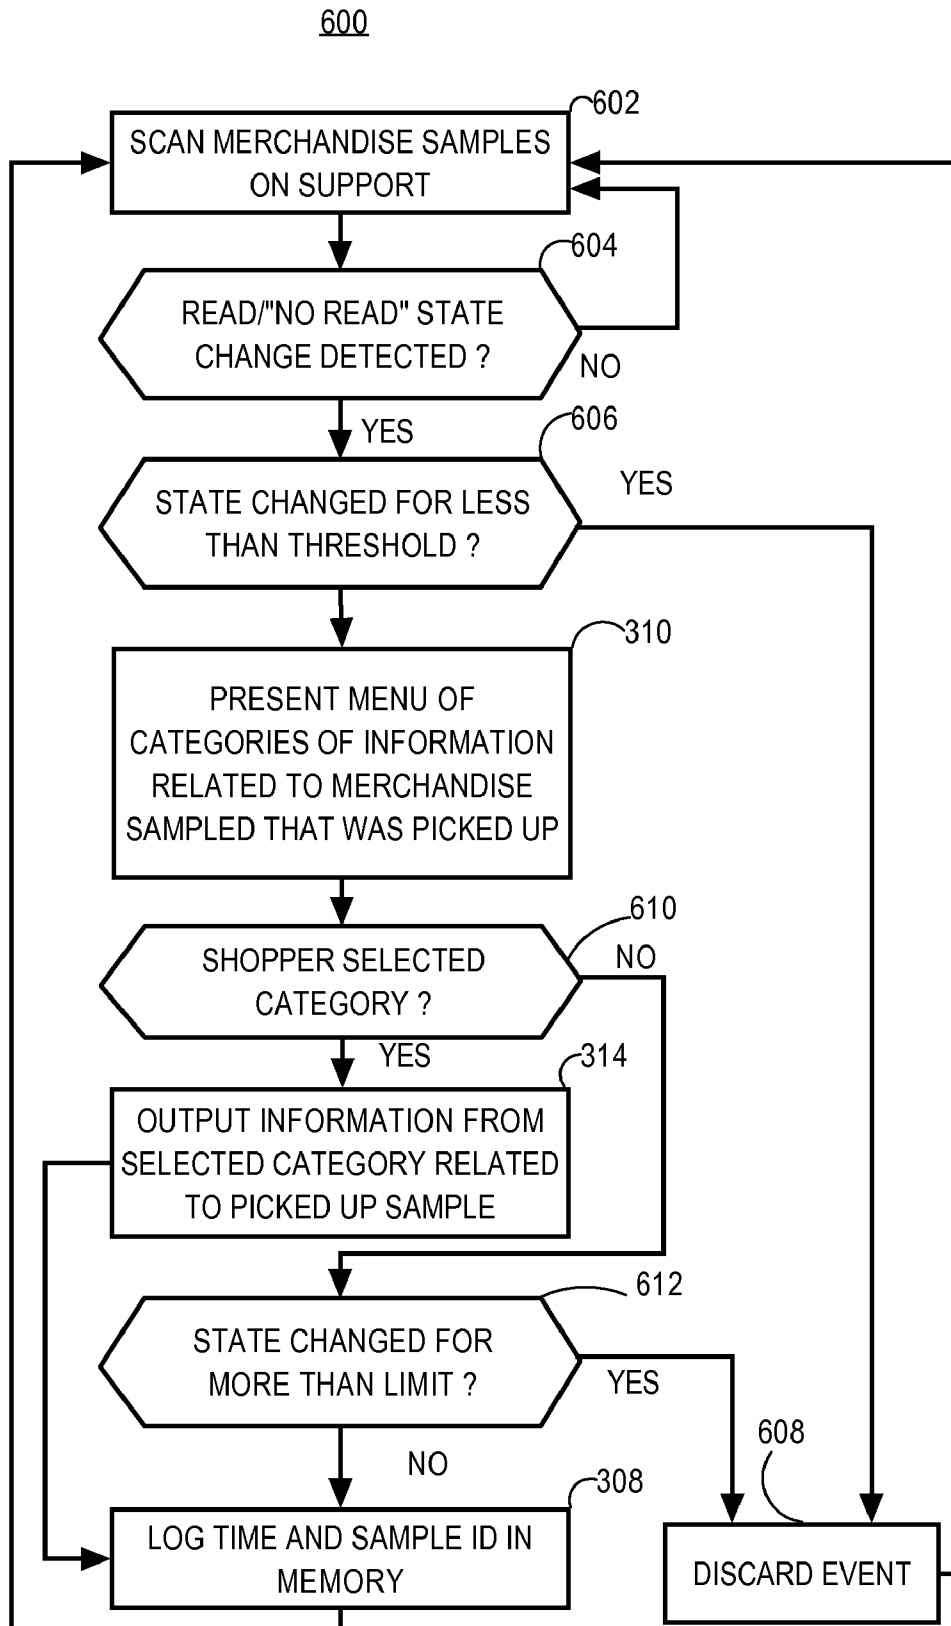 600
602
SCAN MERCHANDISE SAMPLES
ON SUPPORT
604
READ/"NO READ" STATE
CHANGE DETECTED ?
NO
YES
606
STATE CHANGED FOR LESS
THAN THRESHOLD ?
YES
310
PRESENT MENU OF
CATEGORIES OF INFORMATION
RELATED TO MERCHANDISE
SAMPLED THAT WAS PICKED UP
610
SHOPPER SELECTED
CATEGORY ?
NO
YES
314
OUTPUT INFORMATION FROM
SELECTED CATEGORY RELATED
TO PICKED UP SAMPLE
612
STATE CHANGED FOR
MORE THAN LIMIT ?
YES
NO
608
308
LOG TIME AND SAMPLE ID IN
MEMORY
DISCARD EVENT